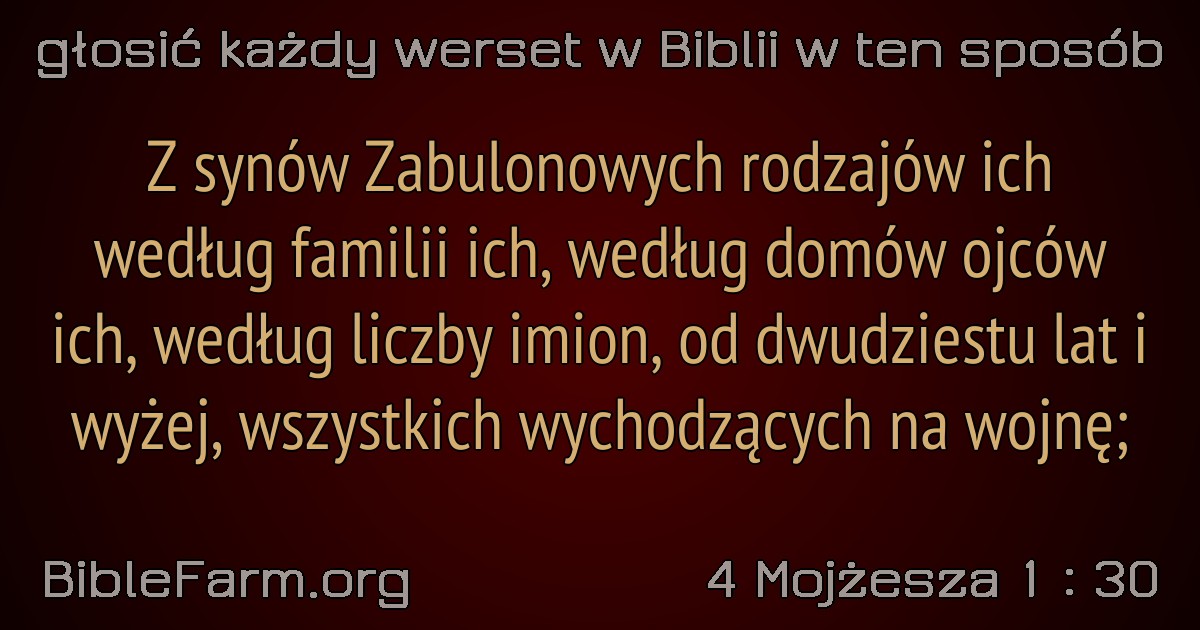 głosić każdy werset w Biblii w ten sposób
Z synów Zabulonowych rodzajów ich
według familii ich, według domów ojców
ich, według liczby imion, od dwudziestu lat i
wyżej, wszystkich wychodzących na wojnę;
BibleFarm.org
4 Mojżesza 1 : 30